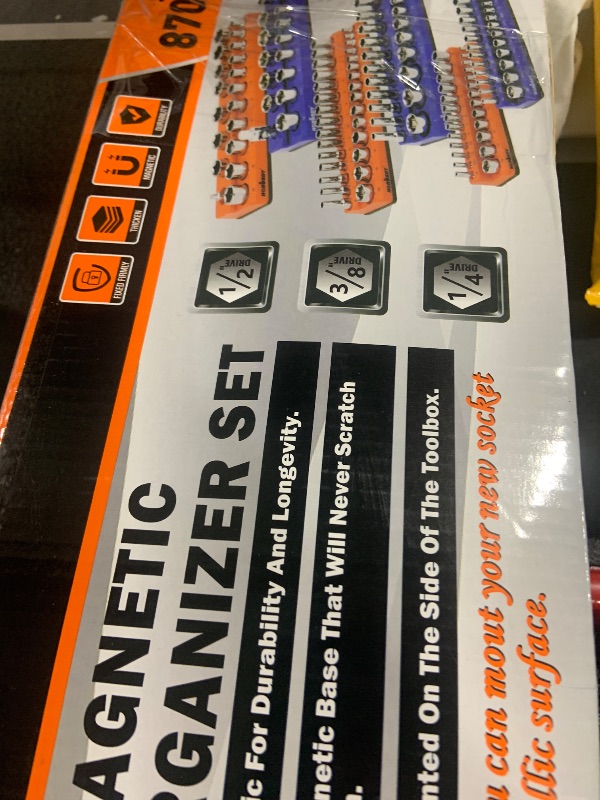 870
DURABILITY
MAGNETIC
THICKEN
FIXED FIRMLY
1/2"
DRIVE
3/8"
DRIVE
1/4"
DRIVE
AGNETIC
RGANIZER SET
ic For Durability And Longevity.
netic Base That Will Never Scratch
nted On The Side Of The Toolbox.
can mout your new socket
llic surface.